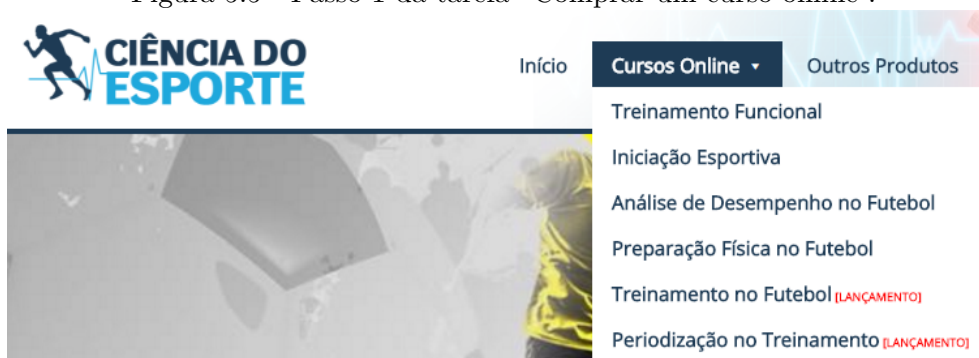 CIÊNCIA DO
ESPORTE
Início
Cursos Online
Outros Produtos
Treinamento Funcional
Iniciação Esportiva
Análise de Desempenho no Futebol
Preparação Física no Futebol
Treinamento no Futebol [LANÇAMENTO]
Periodização no Treinamento [LANÇAMENTO]